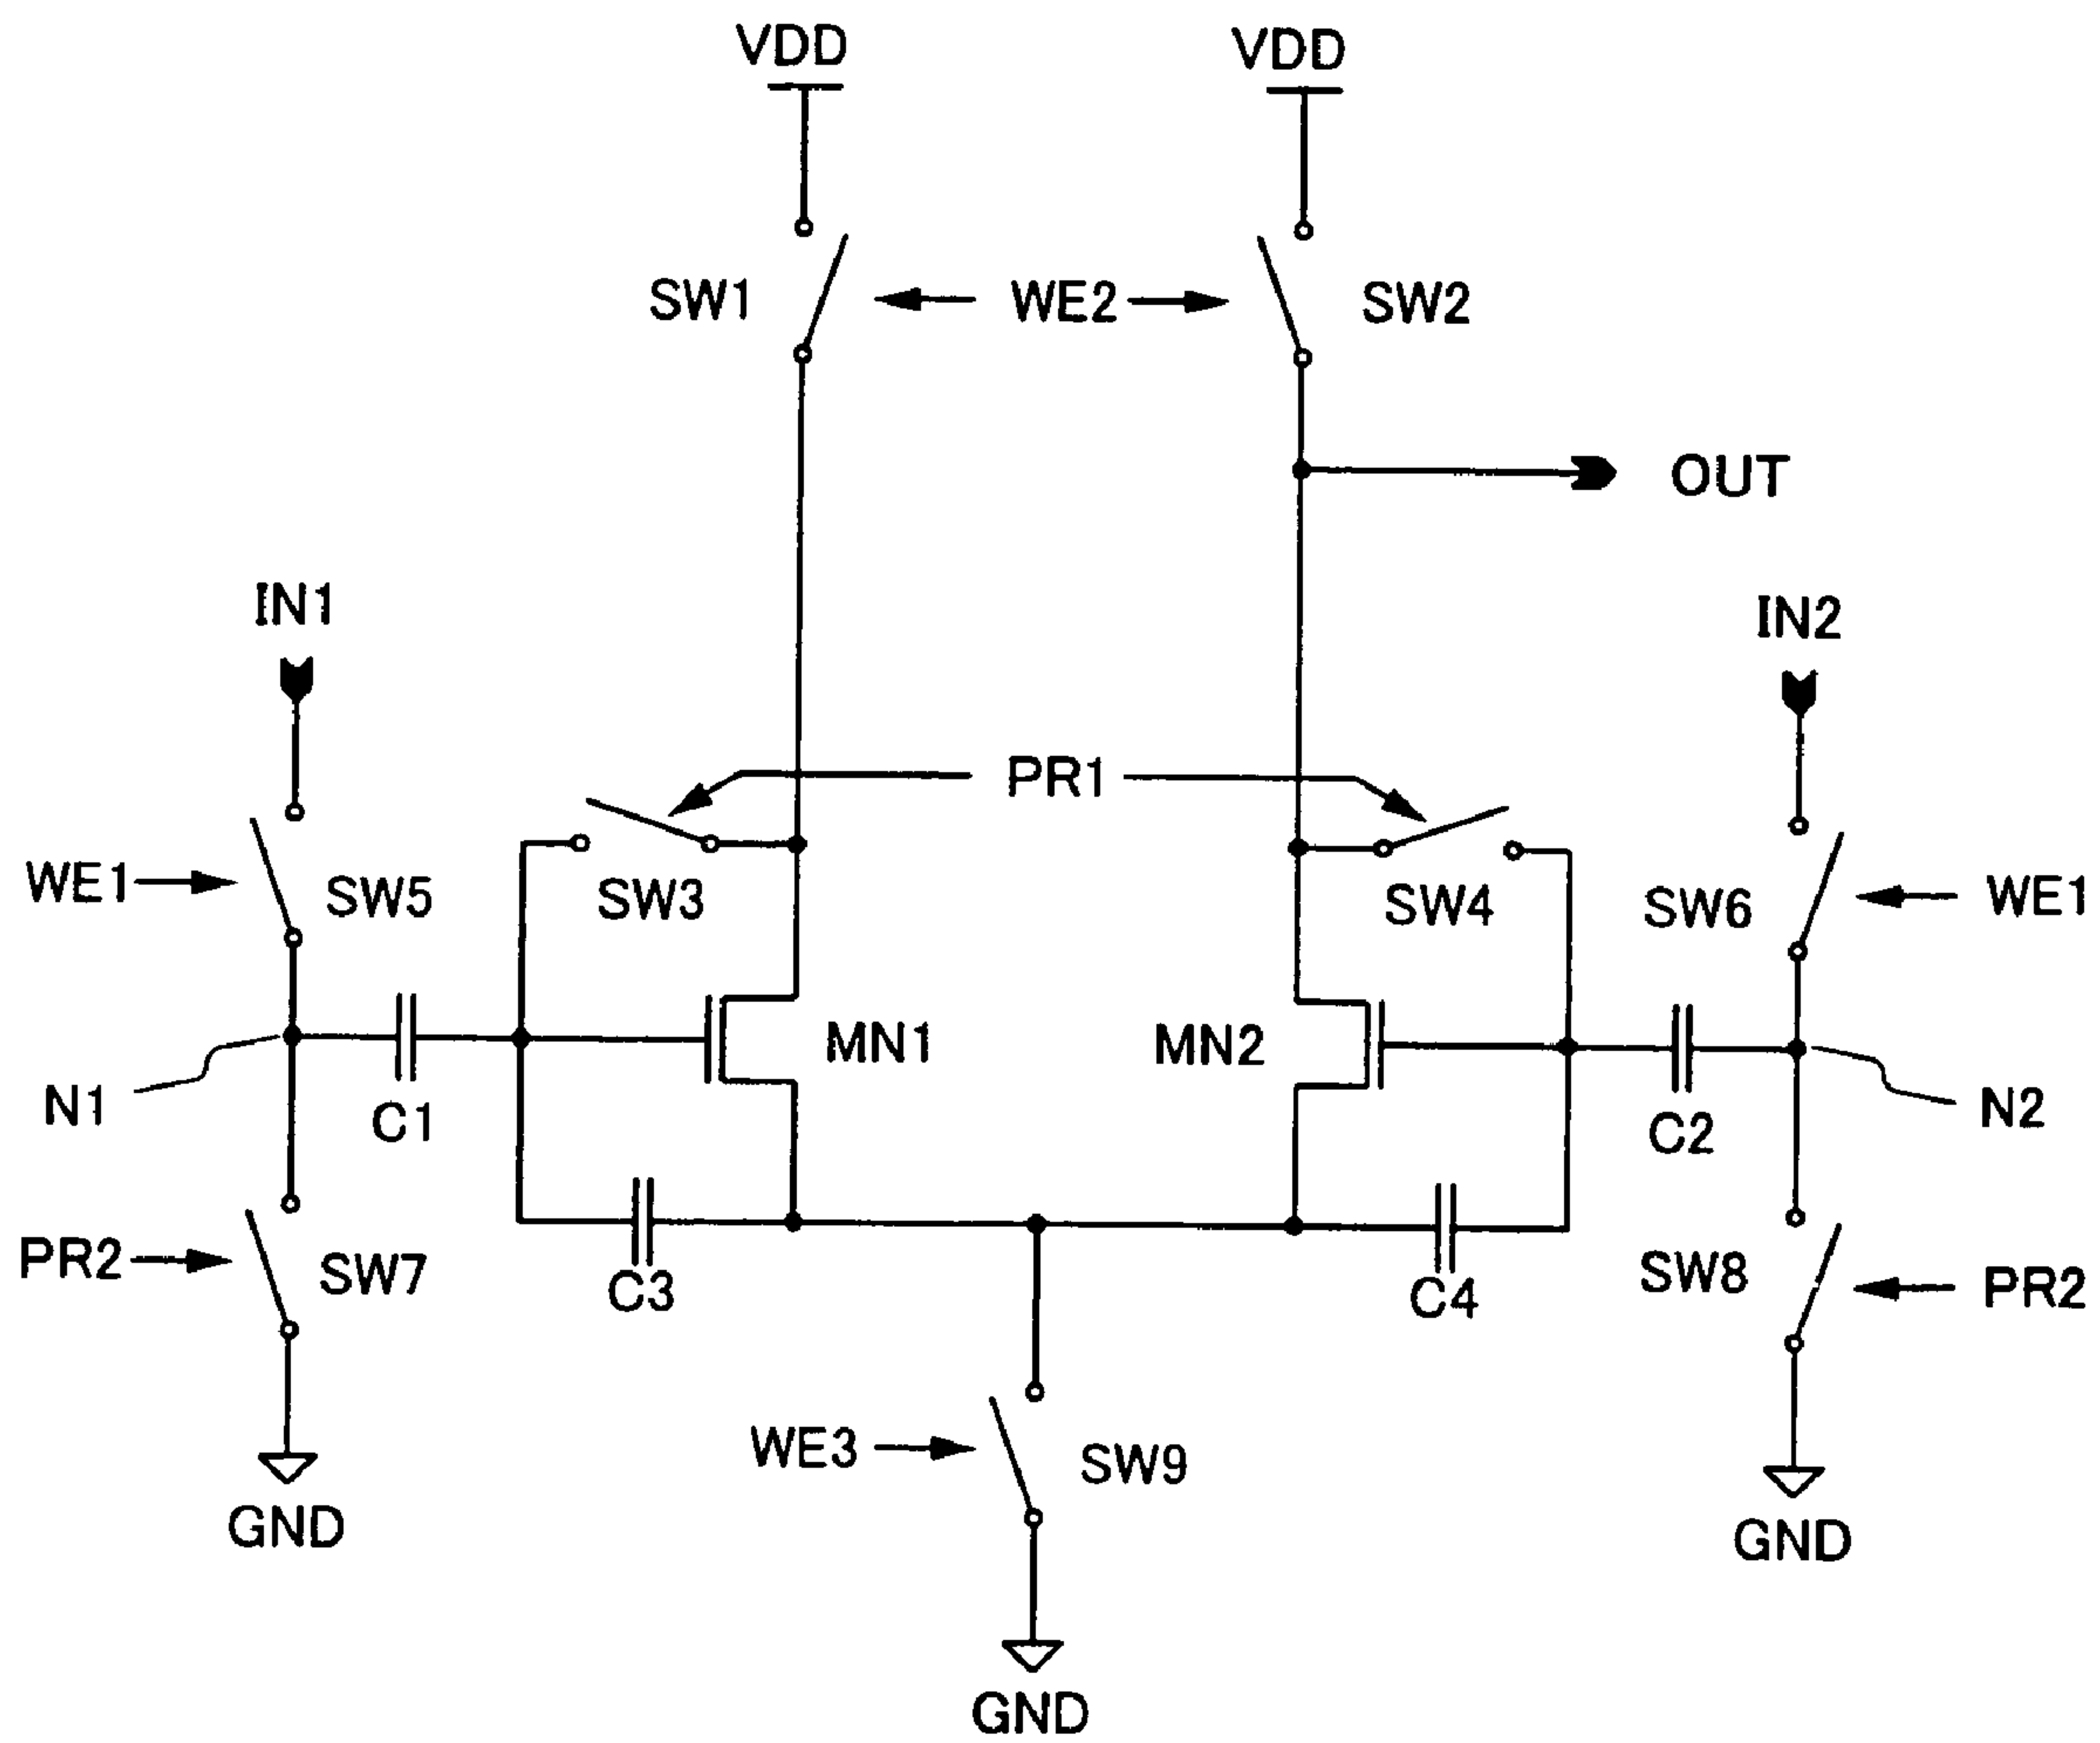 VDD
VDD
SW1
WE2
SW2
OUT
IN1
IN2
PR1
WE1
SW5
SW3
SW4
SW6
WE1
N1
C1
MN1
MN2
C2
N2
PR2
SW7
C3
C4
SW8
PR2
GND
WE3
SW9
GND
GND